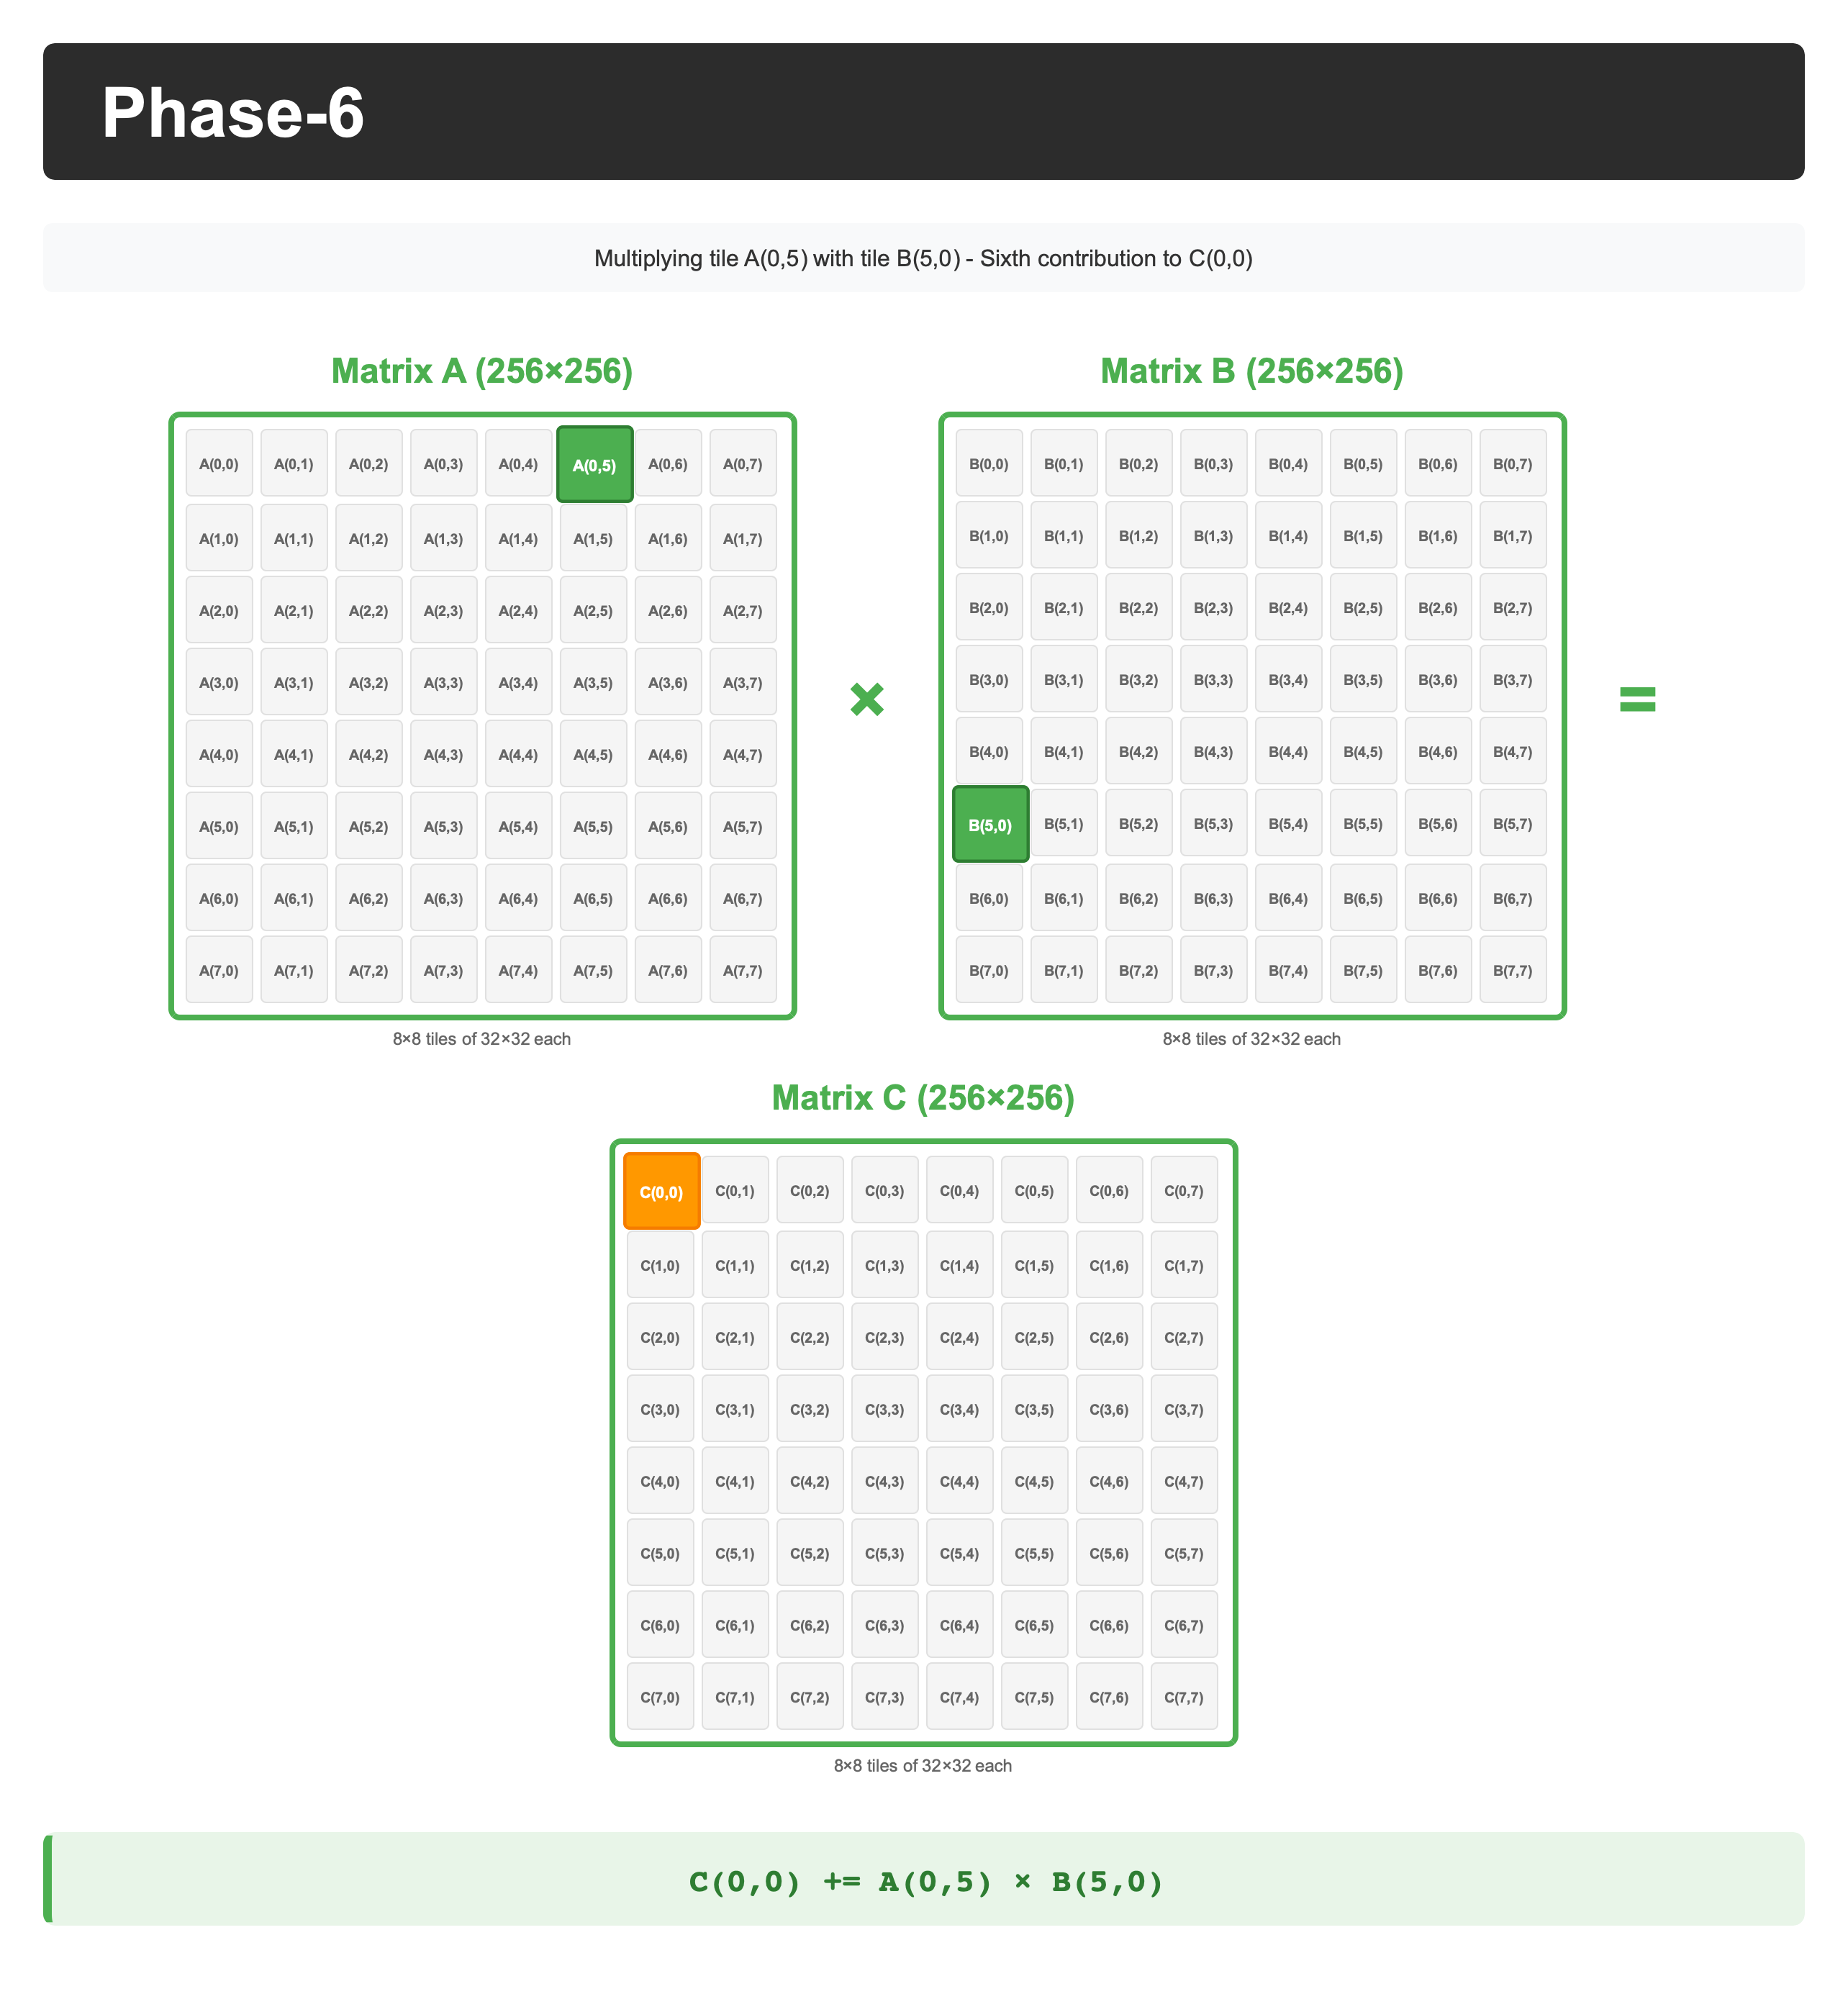 Phase-6
Multiplying tile A(0,5) with tile B(5,0) - Sixth contribution to C(0,0)
Matrix A (256×256)
A(0,0) A(0,1) A(0,2) A(0,3) A(0,4) A(0,5) A(0,6) A(0,7)
A(1,0) A(1,1) A(1,2) A(1,3) A(1,4) A(1,5) A(1,6) A(1,7)
A(2,0) A(2,1) A(2,2) A(2,3) A(2,4) A(2,5) A(2,6) A(2,7)
A(3,0) A(3,1) A(3,2) A(3,3) A(3,4) A(3,5) A(3,6) A(3,7)
A(4,0) A(4,1) A(4,2) A(4,3) A(4,4) A(4,5) A(4,6) A(4,7)
A(5,0) A(5,1) A(5,2) A(5,3) A(5,4) A(5,5) A(5,6) A(5,7)
A(6,0) A(6,1) A(6,2) A(6,3) A(6,4) A(6,5) A(6,6) A(6,7)
A(7,0) A(7,1) A(7,2) A(7,3) A(7,4) A(7,5) A(7,6) A(7,7)
8×8 tiles of 32×32 each
×
Matrix B (256×256)
B(0,0) B(0,1) B(0,2) B(0,3) B(0,4) B(0,5) B(0,6) B(0,7)
B(1,0) B(1,1) B(1,2) B(1,3) B(1,4) B(1,5) B(1,6) B(1,7)
B(2,0) B(2,1) B(2,2) B(2,3) B(2,4) B(2,5) B(2,6) B(2,7)
B(3,0) B(3,1) B(3,2) B(3,3) B(3,4) B(3,5) B(3,6) B(3,7)
B(4,0) B(4,1) B(4,2) B(4,3) B(4,4) B(4,5) B(4,6) B(4,7)
B(5,0) B(5,1) B(5,2) B(5,3) B(5,4) B(5,5) B(5,6) B(5,7)
B(6,0) B(6,1) B(6,2) B(6,3) B(6,4) B(6,5) B(6,6) B(6,7)
B(7,0) B(7,1) B(7,2) B(7,3) B(7,4) B(7,5) B(7,6) B(7,7)
8×8 tiles of 32×32 each
=
Matrix C (256×256)
C(0,0) C(0,1) C(0,2) C(0,3) C(0,4) C(0,5) C(0,6) C(0,7)
C(1,0) C(1,1) C(1,2) C(1,3) C(1,4) C(1,5) C(1,6) C(1,7)
C(2,0) C(2,1) C(2,2) C(2,3) C(2,4) C(2,5) C(2,6) C(2,7)
C(3,0) C(3,1) C(3,2) C(3,3) C(3,4) C(3,5) C(3,6) C(3,7)
C(4,0) C(4,1) C(4,2) C(4,3) C(4,4) C(4,5) C(4,6) C(4,7)
C(5,0) C(5,1) C(5,2) C(5,3) C(5,4) C(5,5) C(5,6) C(5,7)
C(6,0) C(6,1) C(6,2) C(6,3) C(6,4) C(6,5) C(6,6) C(6,7)
C(7,0) C(7,1) C(7,2) C(7,3) C(7,4) C(7,5) C(7,6) C(7,7)
8×8 tiles of 32×32 each
C(0,0) += A(0,5) × B(5,0)